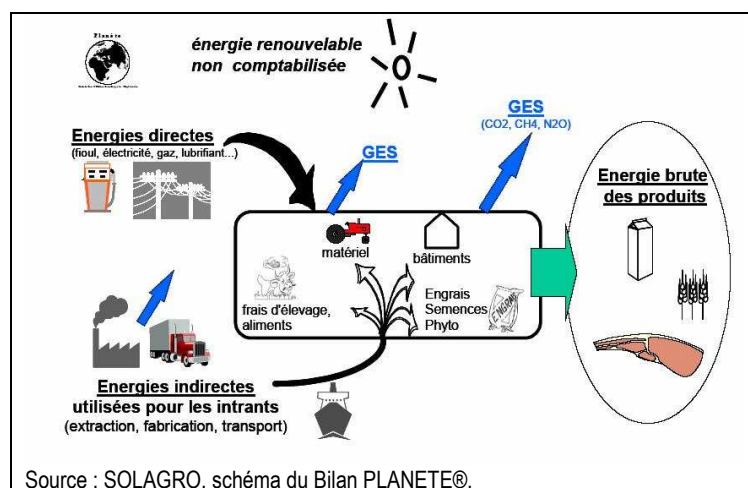 Planète
énergie renouvelable
non comptabilisée
GES
(CO2, CH4, N2O)
Energies directes
(fioul, électricité, gaz, lubrifiant...)
GES
Energie brute
des produits
matériel
bâtiments
frais d'élevage,
aliments
Engrais
Semences
Phyto
ENGRAIS
Energies indirectes
utilisées pour les intrants
(extraction, fabrication, transport)
Source : SOLAGRO, schéma du Bilan PLANETE®.